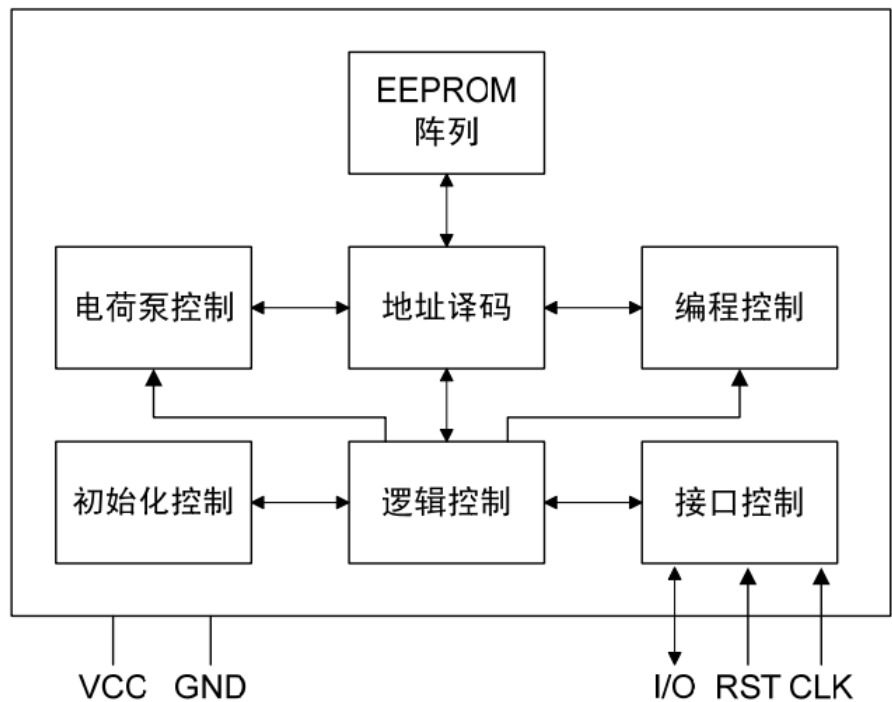 EEPROM
阵列
电荷泵控制
地址译码
编程控制
初始化控制
逻辑控制
接口控制
VCC GND I/O RST CLK